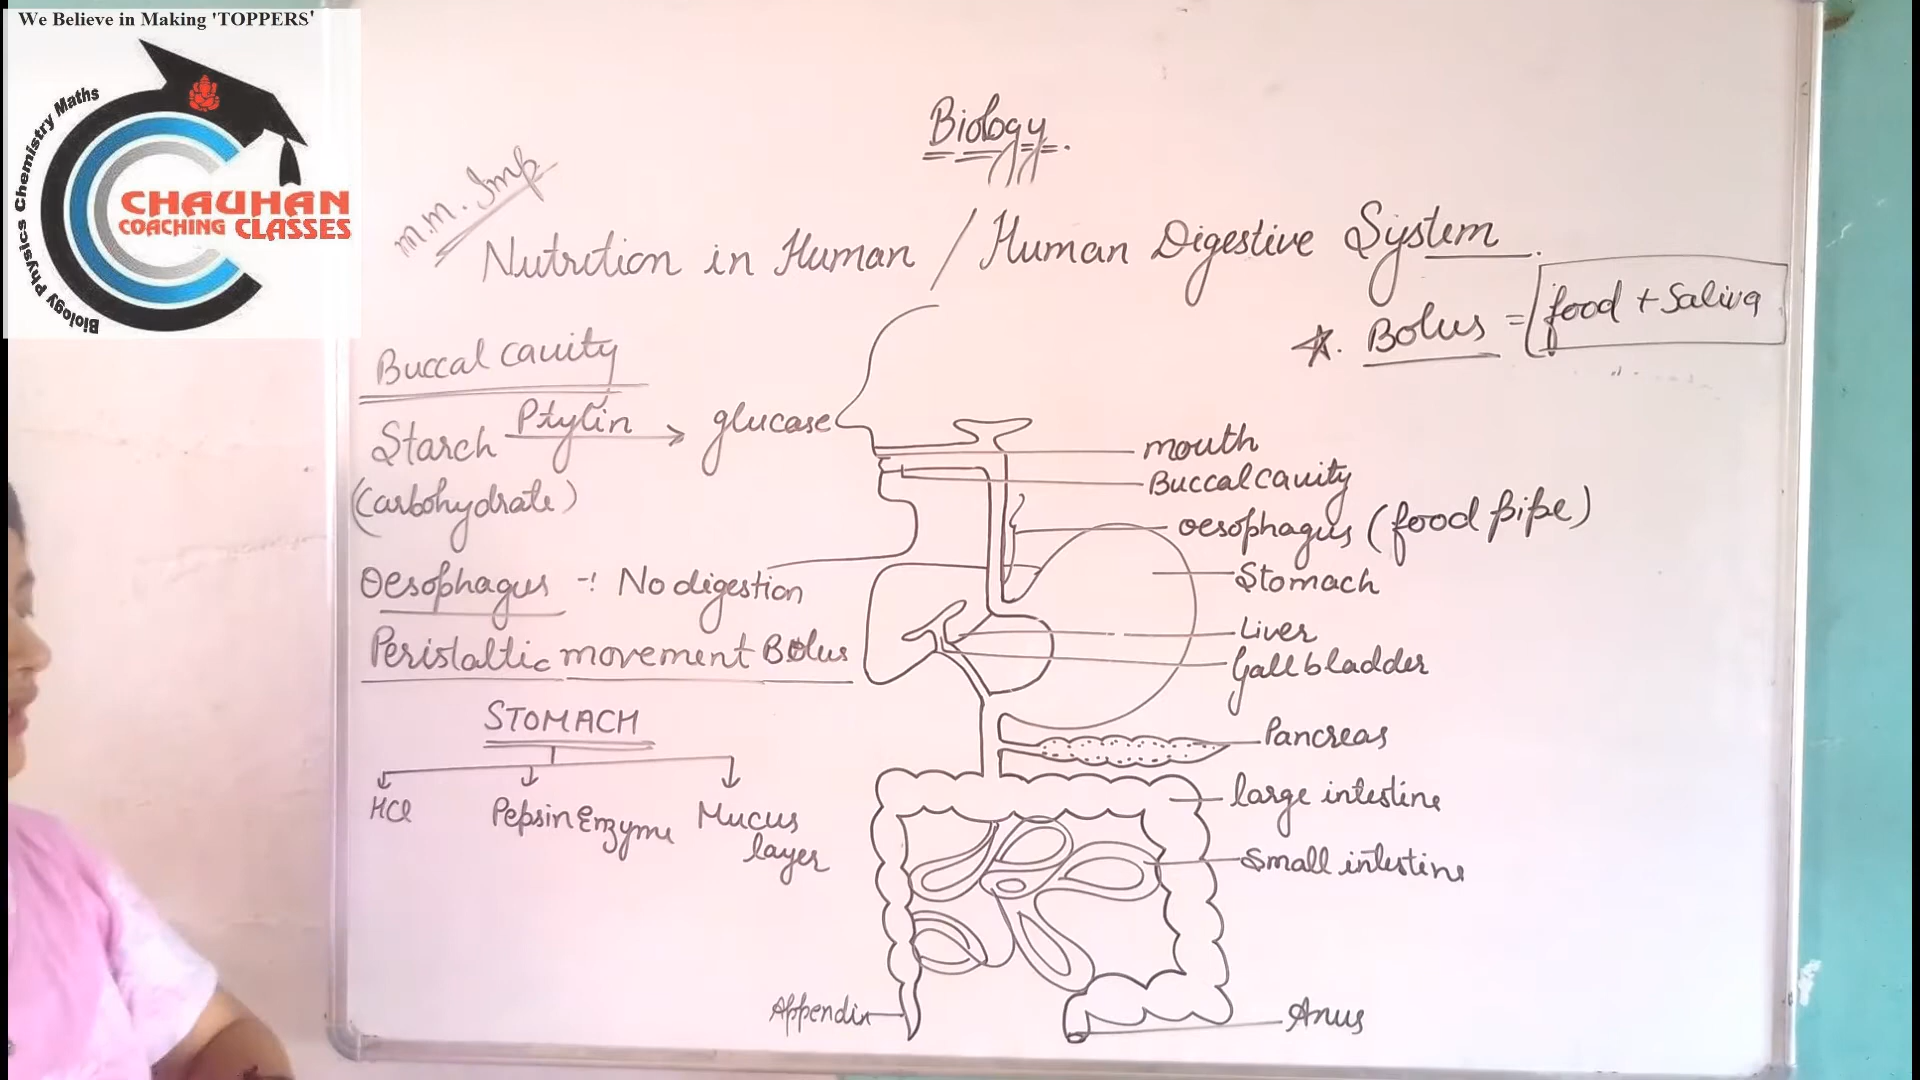 We Believe in Making 'TOPPERS'
Biology Physics Chemistry Maths
CHAUHAN
COACHING CLASSES
Biology.
M.M. Imp
Nutrition in Human / Human Digestive System.
Bolus = food + Saliva
Buccal cavity
Starch Ptylin → glucase
(Carbohydrate)
Oesophagus -: No digestion
Peristaltic movement Bolus
STOMACH
HCl
Pepsin Enzyme
Mucus
layer
mouth
Buccal cavity
oesophagus (food pipe)
Stomach
Liver
Gall bladder
Pancreas
large intestine
Small intestine
Appendix
Anus